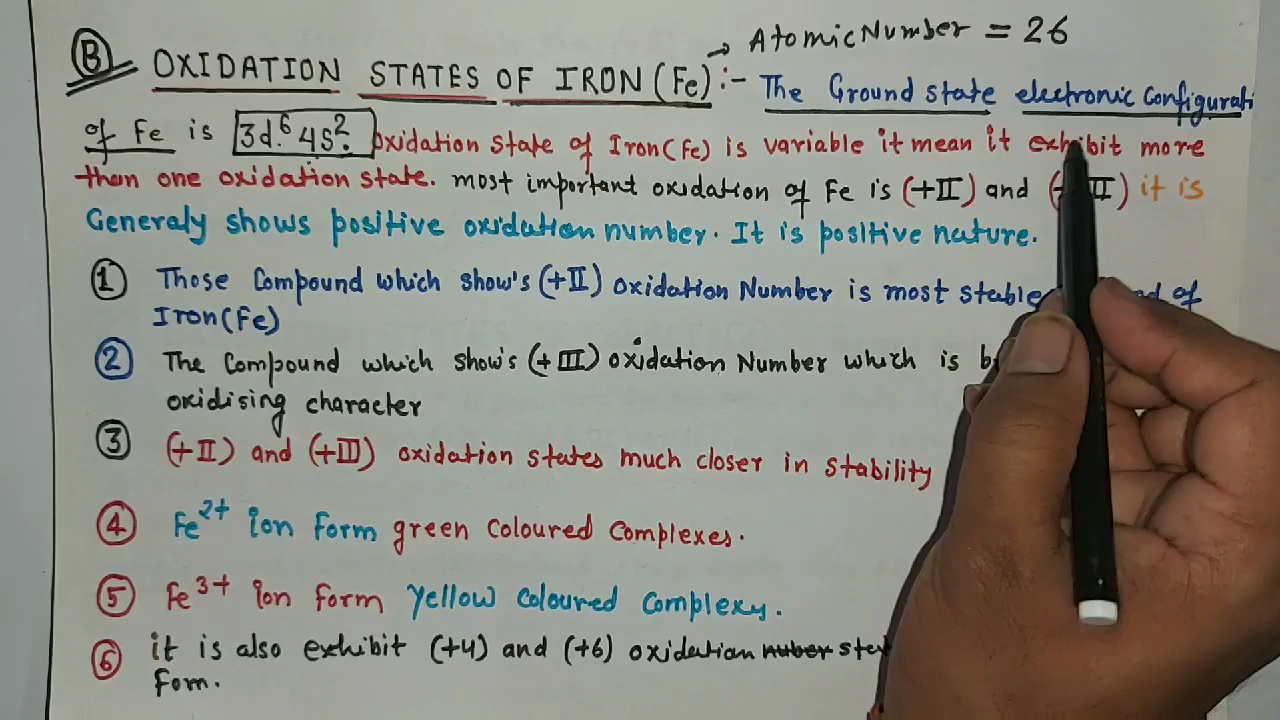 B OXIDATION STATES OF IRON (Fe) :- → Atomic Number = 26
The Ground state electronic Configurati
of Fe is 3d⁶ 4s². Oxidation state of Iron(Fe) is variable it mean it exhibit more
then one oxidation state. most important oxidation of Fe is (+II) and it is
Generaly shows positive oxidation number. It is positive nature.
① Those Compound which show's (+II) oxidation Number is most stable of
Iron(Fe)
② The Compound which show's (+III) oxidation Number which is
oxidising character
③ (+II) and (+III) oxidation states much closer in stability
④ Fe²⁺ ion form green coloured complexes.
⑤ Fe³⁺ ion form yellow coloured complexy.
⑥ it is also exhibit (+4) and (+6) oxidation nuber
form.